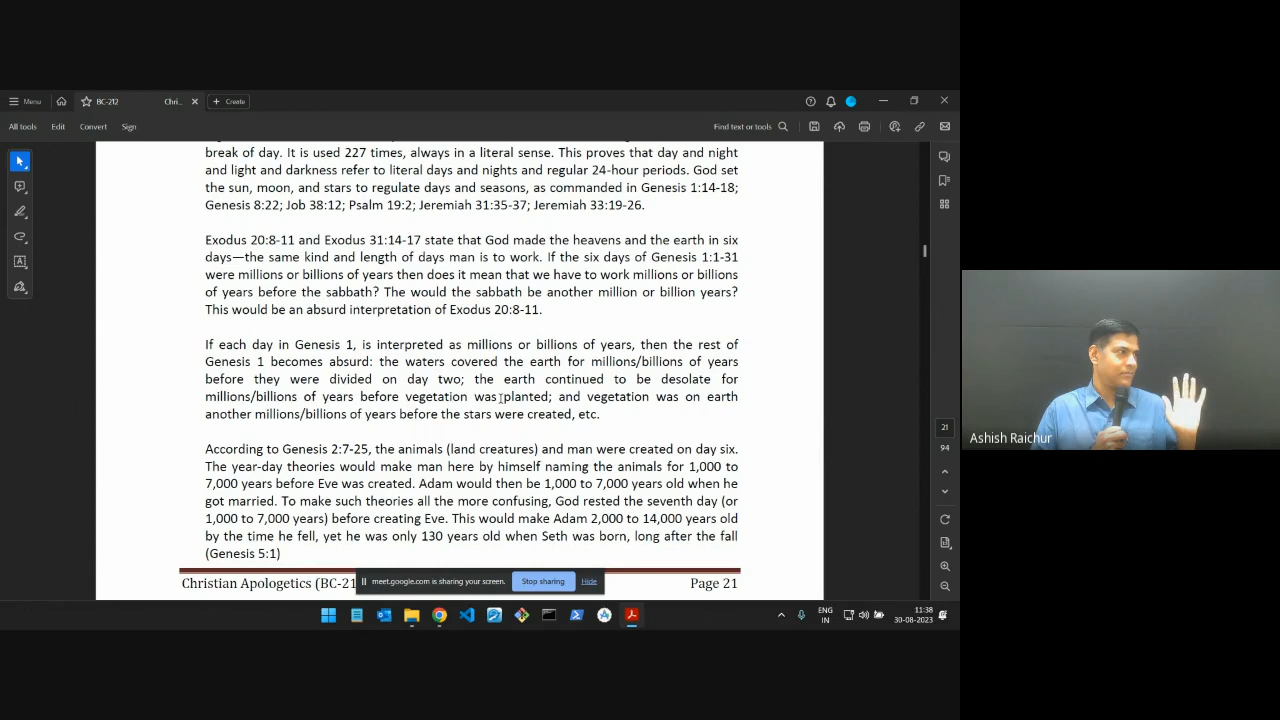 Menu
BC-212
Chri...
Create
All tools
Edit
Convert
Sign
Find text or tools
break of day. It is used 227 times, always in a literal sense. This proves that day and night
and light and darkness refer to literal days and nights and regular 24-hour periods. God set
the sun, moon, and stars to regulate days and seasons, as commanded in Genesis 1:14-18;
Genesis 8:22; Job 38:12; Psalm 19:2; Jeremiah 31:35-37; Jeremiah 33:19-26.
Exodus 20:8-11 and Exodus 31:14-17 state that God made the heavens and the earth in six
days—the same kind and length of days man is to work. If the six days of Genesis 1:1-31
were millions or billions of years then does it mean that we have to work millions or billions
of years before the sabbath? The would the sabbath be another million or billion years?
This would be an absurd interpretation of Exodus 20:8-11.
If each day in Genesis 1, is interpreted as millions or billions of years, then the rest of
Genesis 1 becomes absurd: the waters covered the earth for millions/billions of years
before they were divided on day two; the earth continued to be desolate for
millions/billions of years before vegetation was planted; and vegetation was on earth
another millions/billions of years before the stars were created, etc.
According to Genesis 2:7-25, the animals (land creatures) and man were created on day six.
The year-day theories would make man here by himself naming the animals for 1,000 to
7,000 years before Eve was created. Adam would then be 1,000 to 7,000 years old when he
got married. To make such theories all the more confusing, God rested the seventh day (or
1,000 to 7,000 years) before creating Eve. This would make Adam 2,000 to 14,000 years old
by the time he fell, yet he was only 130 years old when Seth was born, long after the fall
(Genesis 5:1)
Christian Apologetics (BC-21
Page 21
meet.google.com is sharing your screen.
Stop sharing
Hide
21
94
ENG
IN
11:38
30-08-2023
Ashish Raichur